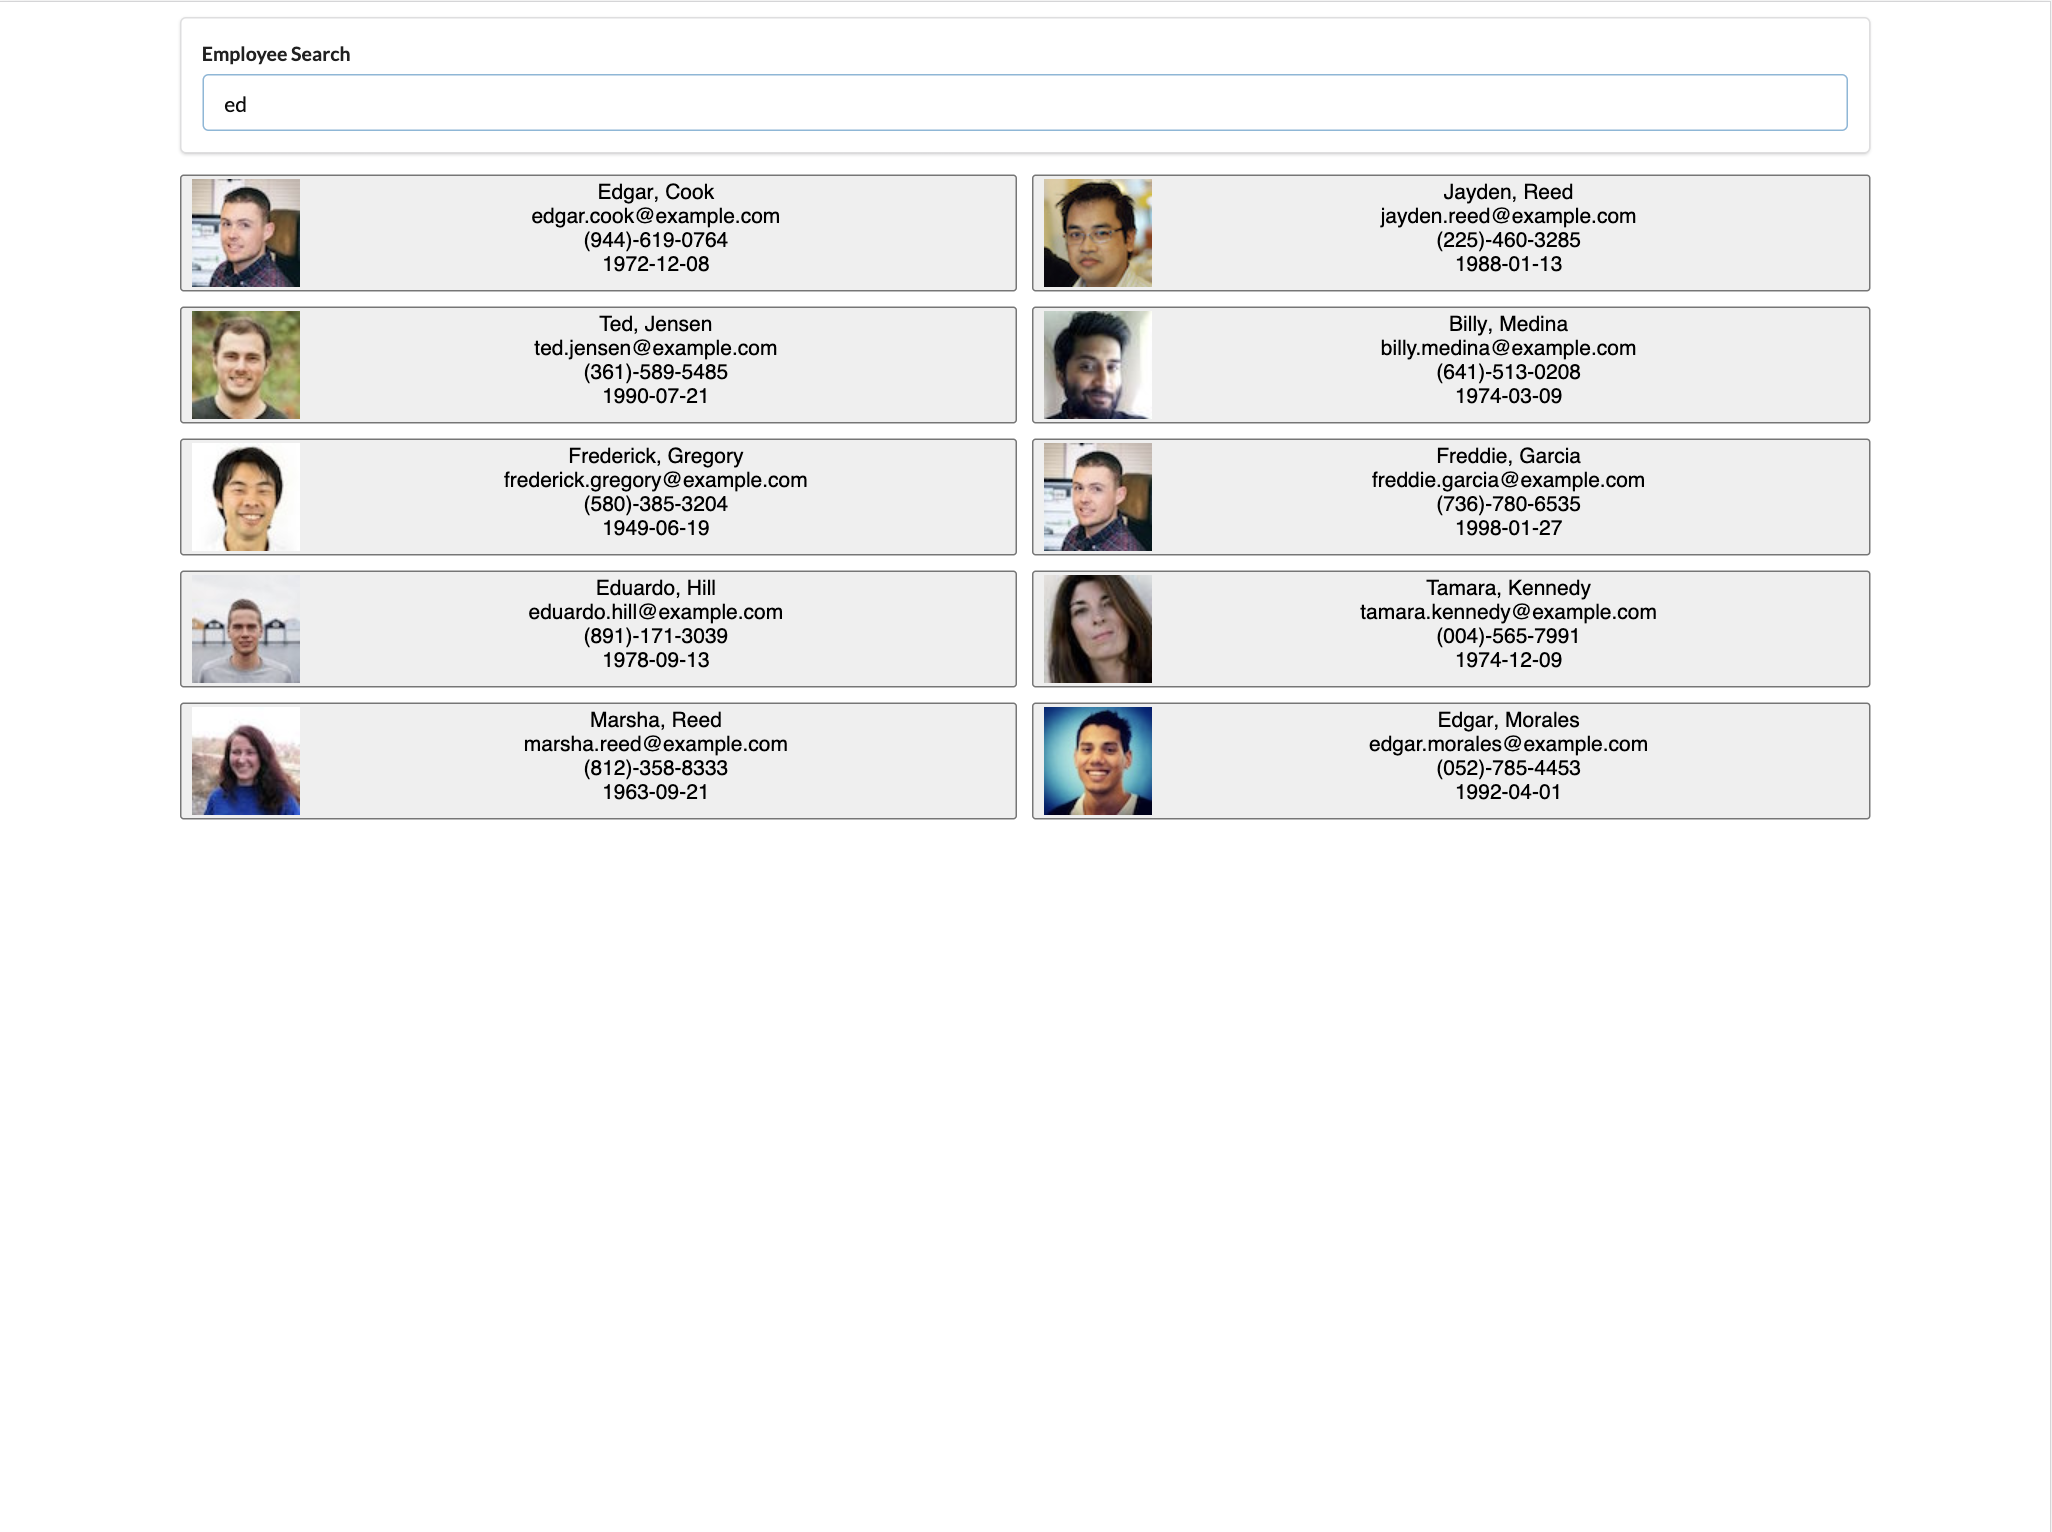 Employee Search
ed
Edgar, Cook
edgar.cook@example.com
(944)-619-0764
1972-12-08
Jayden, Reed
jayden.reed@example.com
(225)-460-3285
1988-01-13
Ted, Jensen
ted.jensen@example.com
(361)-589-5485
1990-07-21
Billy, Medina
billy.medina@example.com
(641)-513-0208
1974-03-09
Frederick, Gregory
frederick.gregory@example.com
(580)-385-3204
1949-06-19
Freddie, Garcia
freddie.garcia@example.com
(736)-780-6535
1998-01-27
Eduardo, Hill
eduardo.hill@example.com
(891)-171-3039
1978-09-13
Tamara, Kennedy
tamara.kennedy@example.com
(004)-565-7991
1974-12-09
Marsha, Reed
marsha.reed@example.com
(812)-358-8333
1963-09-21
Edgar, Morales
edgar.morales@example.com
(052)-785-4453
1992-04-01